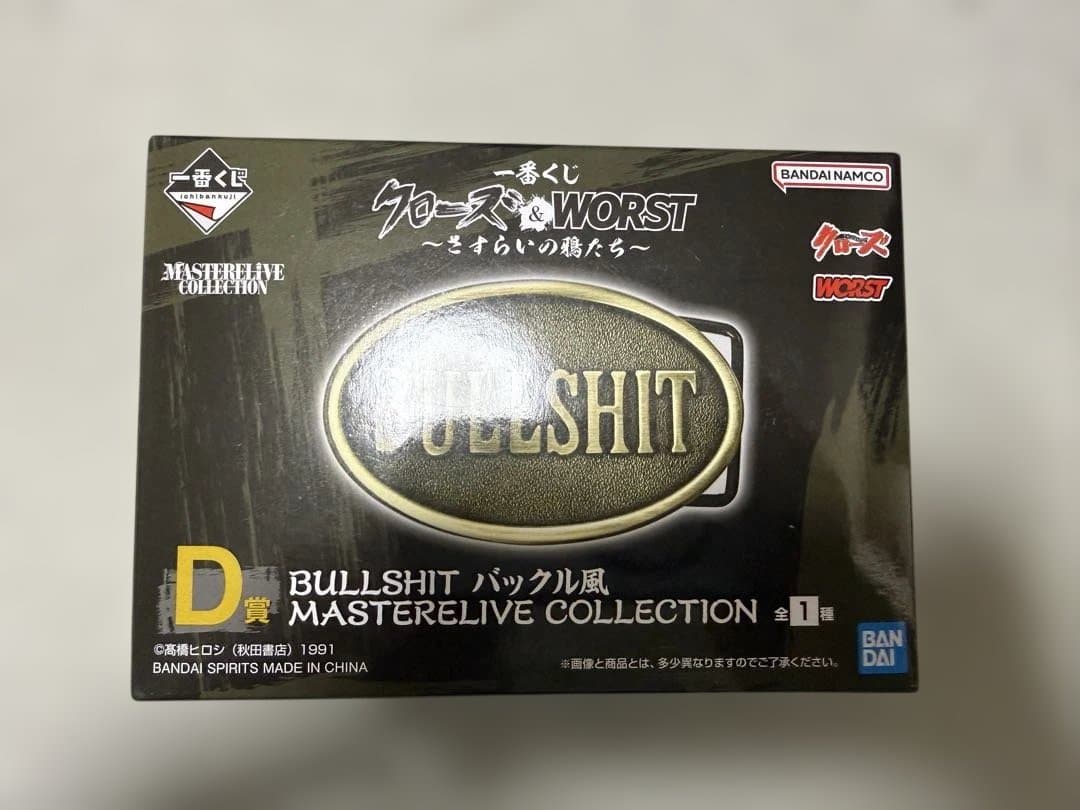 一番くじ
ichibankuji
MASTERELIVE
COLLECTION
一番くじ
クローズ&WORST
～さすらいの鴉たち～
BANDAI NAMCO
クローズ
WORST
BULLSHIT
D賞
BULLSHIT バックル風
MASTERELIVE COLLECTION 全1種
©髙橋ヒロシ（秋田書店）1991
BANDAI SPIRITS MADE IN CHINA
※画像と商品とは、多少異なりますのでご了承ください。
BAN
DAI